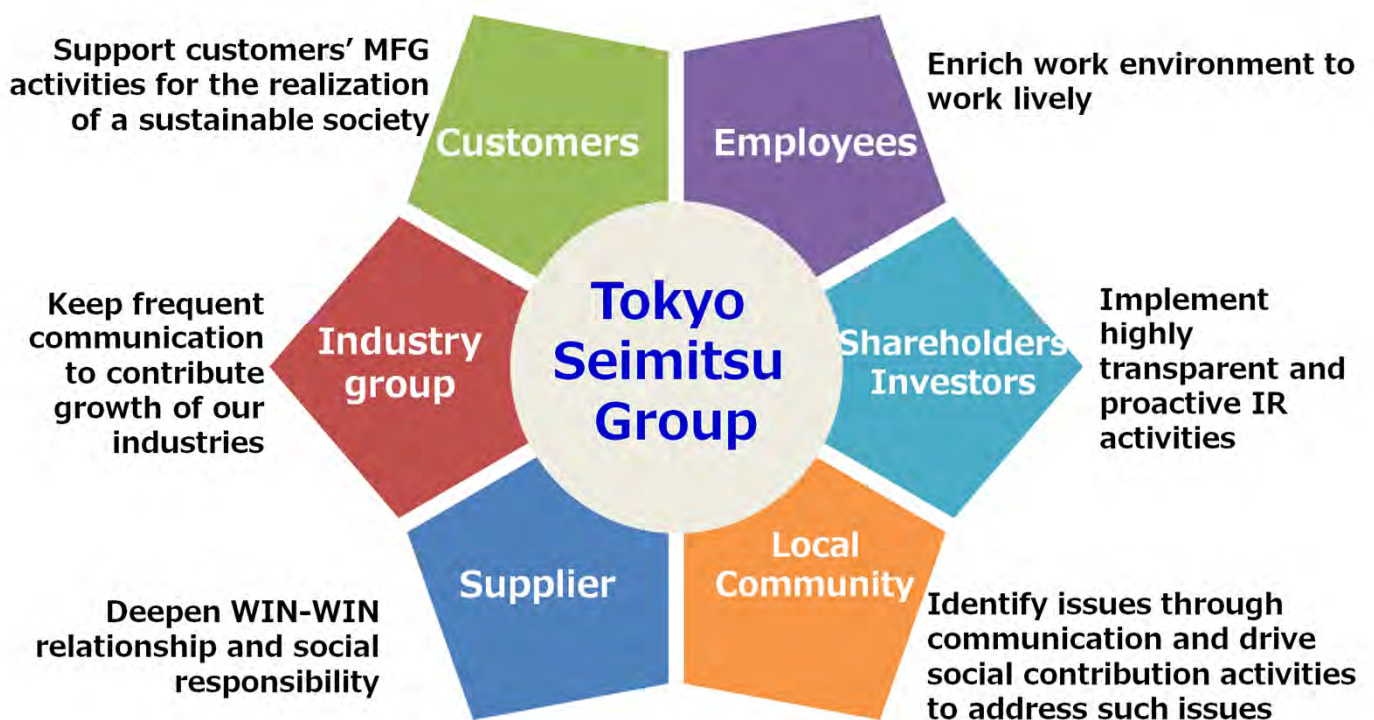 Support customers’ MFG
activities for the realization
of a sustainable society
Customers
Employees
Enrich work environment to
work lively
Keep frequent
communication
to contribute
growth of our
industries
Industry
group
Tokyo
Seimitsu
Group
Shareholders
Investors
Implement
highly
transparent and
proactive IR
activities
Deepen WIN-WIN
relationship and social
responsibility
Supplier
Local
Community
Identify issues through
communication and drive
social contribution activities
to address such issues